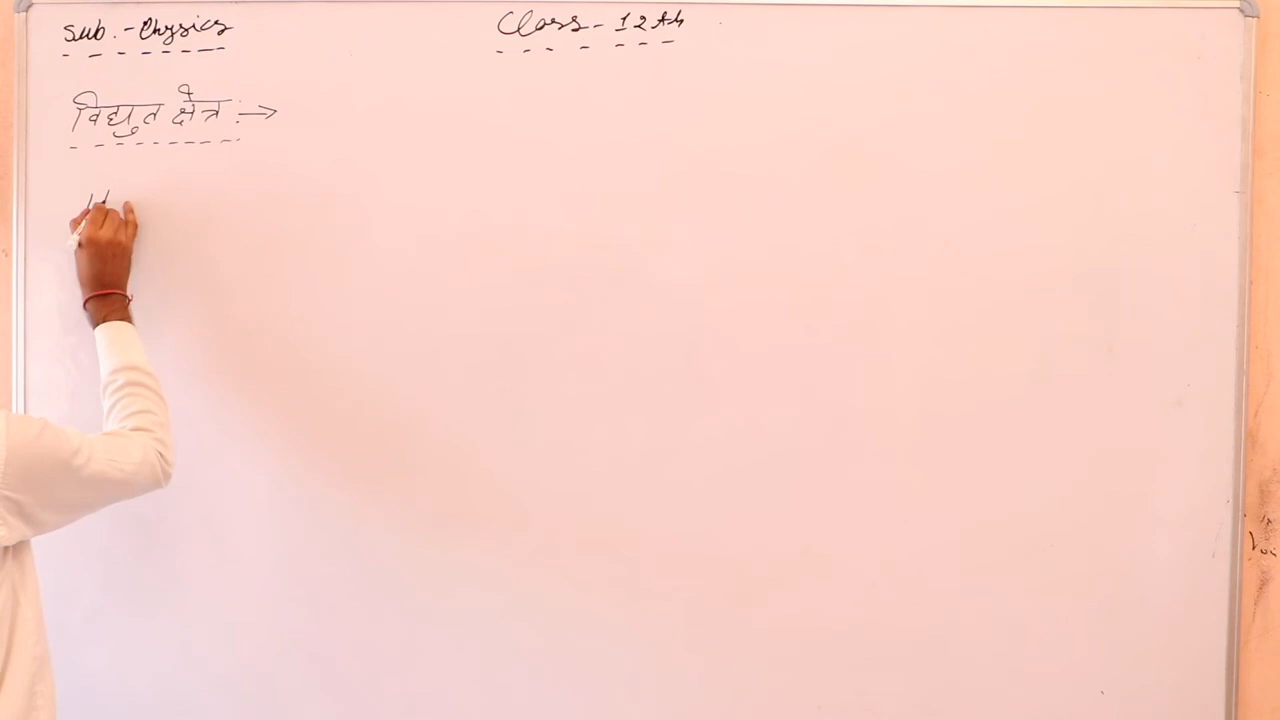 Sub.- Physics
Class- 12th
विद्युत क्षेत्र :→